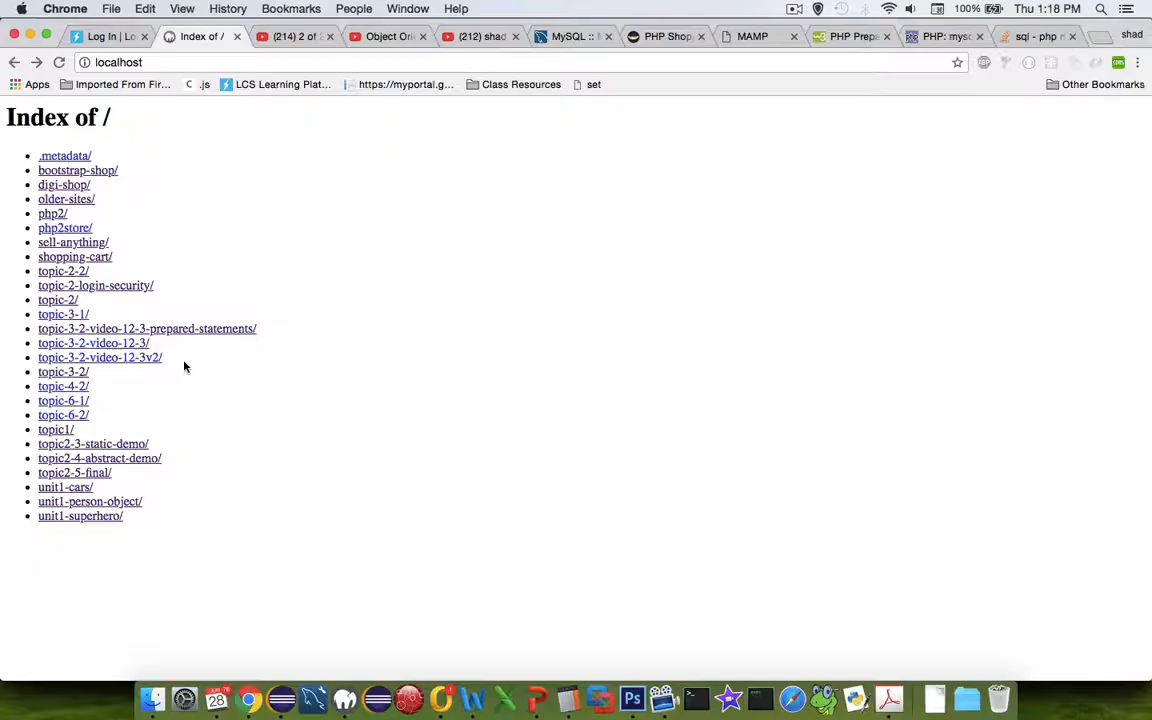 Chrome File Edit View History Bookmarks People Window Help 100% Thu 1:18 PM
Log In | Lo Index of / (214) 2 of Object Ori (212) shad MySQL :: PHP Shop MAMP PHP Prepa PHP: mysq sql - php m shad
localhost
Apps Imported From Fir... .js LCS Learning Plat... https://myportal.g... Class Resources set Other Bookmarks
Index of /
.metadata/
bootstrap-shop/
digi-shop/
older-sites/
php2/
php2store/
sell-anything/
shopping-cart/
topic-2-2/
topic-2-login-security/
topic-2/
topic-3-1/
topic-3-2-video-12-3-prepared-statements/
topic-3-2-video-12-3/
topic-3-2-video-12-3v2/
topic-3-2/
topic-4-2/
topic-6-1/
topic-6-2/
topic1/
topic2-3-static-demo/
topic2-4-abstract-demo/
topic2-5-final/
unit1-cars/
unit1-person-object/
unit1-superhero/
28